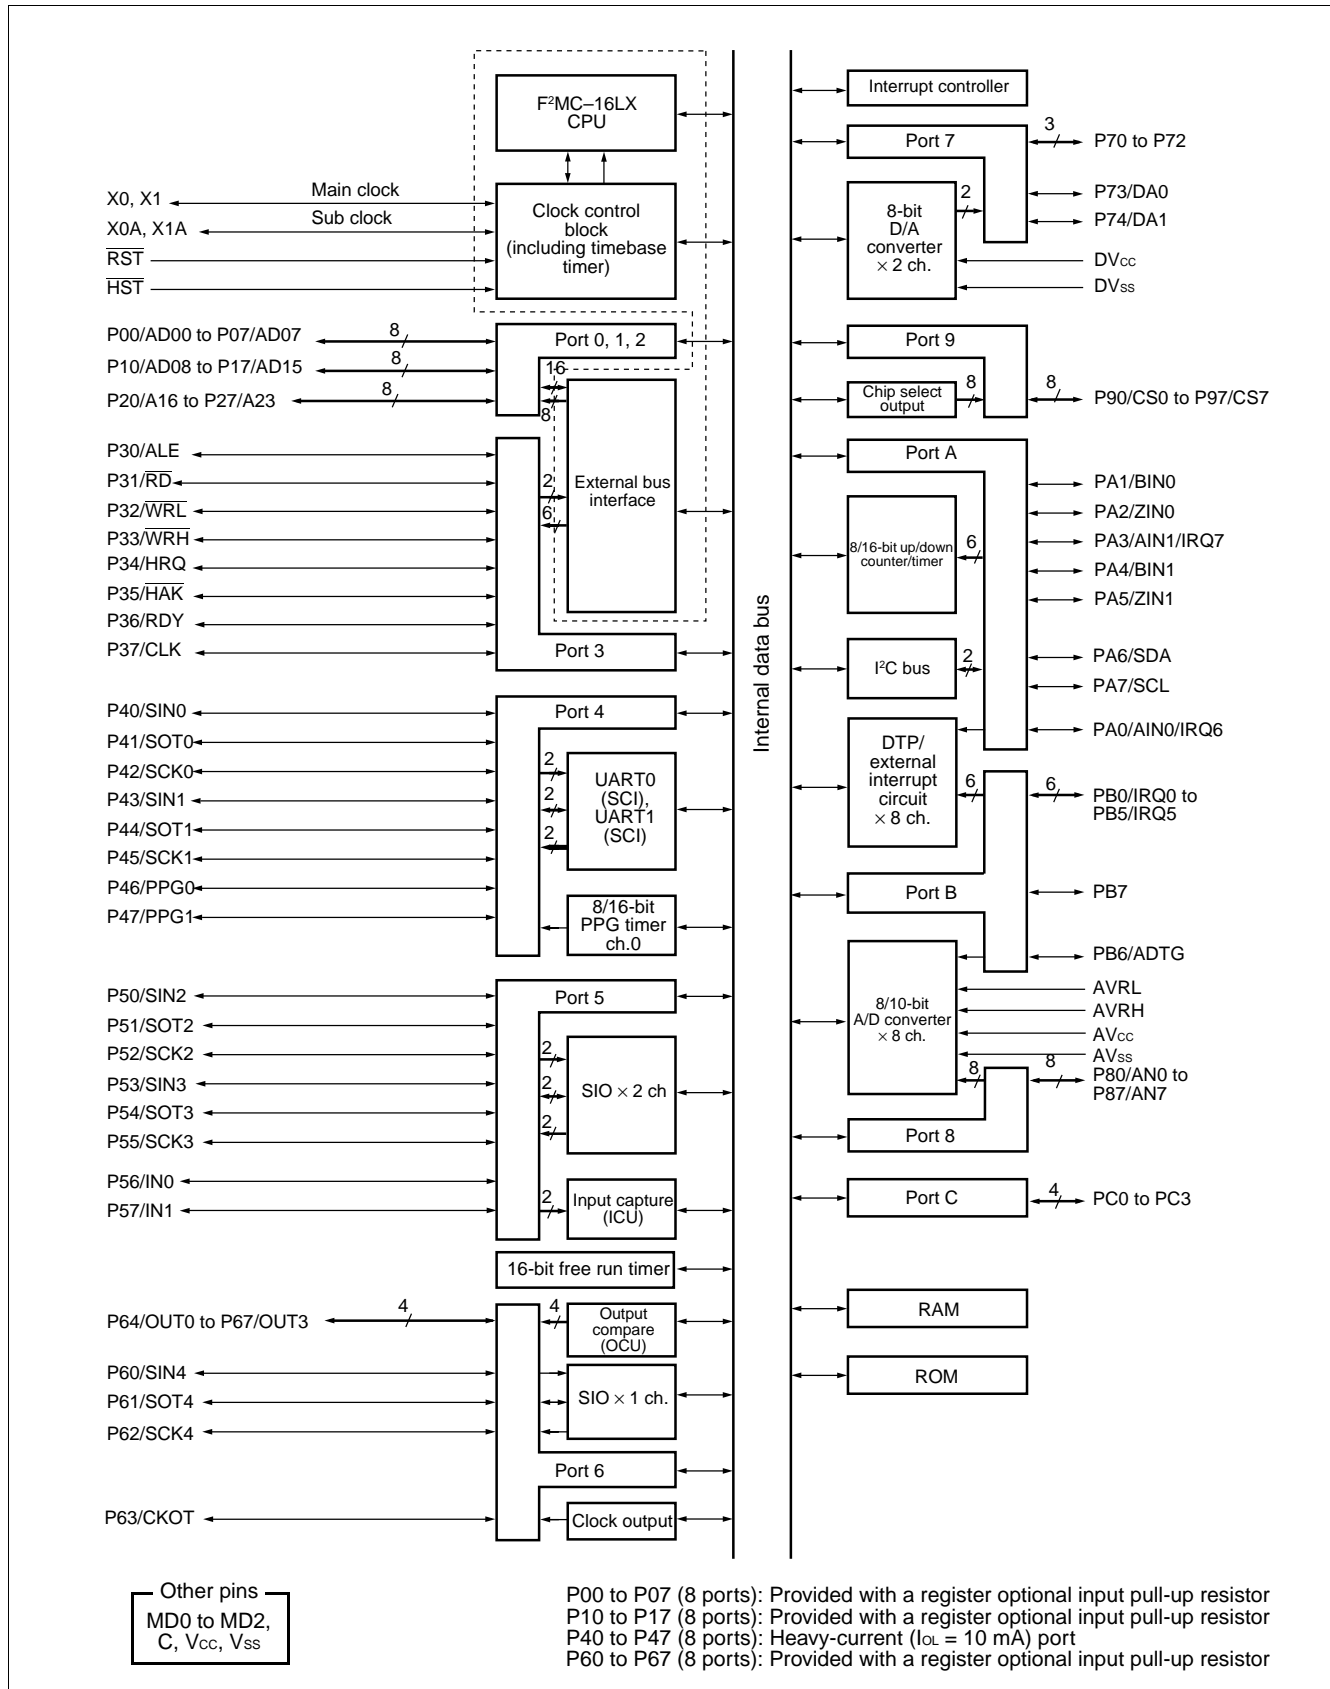 F²MC–16LX
CPU
X0, X1
Main clock
X0A, X1A
Sub clock
RST
HST
Clock control
block
(including timebase
timer)
P00/AD00 to P07/AD07
8
P10/AD08 to P17/AD15
8
P20/A16 to P27/A23
8
Port 0, 1, 2
16
8
External bus
interface
P30/ALE
P31/RD
P32/WRL
P33/WRH
P34/HRQ
P35/HAK
P36/RDY
P37/CLK
2
6
Port 3
P40/SIN0
P41/SOT0
P42/SCK0
P43/SIN1
P44/SOT1
P45/SCK1
P46/PPG0
P47/PPG1
Port 4
2
2
2
UART0
(SCI),
UART1
(SCI)
8/16-bit
PPG timer
ch.0
P50/SIN2
P51/SOT2
P52/SCK2
P53/SIN3
P54/SOT3
P55/SCK3
P56/IN0
P57/IN1
Port 5
2
2
2
SIO × 2 ch
2
Input capture
(ICU)
16-bit free run timer
P64/OUT0 to P67/OUT3
4
4
Output
compare
(OCU)
P60/SIN4
P61/SOT4
P62/SCK4
SIO × 1 ch.
Port 6
P63/CKOT
Clock output
Internal data bus
Interrupt controller
Port 7
3
P70 to P72
P73/DA0
P74/DA1
8-bit
D/A
converter
× 2 ch.
2
DVCC
DVSS
Port 9
Chip select
output
8
8
P90/CS0 to P97/CS7
Port A
PA1/BIN0
PA2/ZIN0
PA3/AIN1/IRQ7
PA4/BIN1
PA5/ZIN1
8/16-bit up/down
counter/timer
6
I²C bus
2
PA6/SDA
PA7/SCL
PA0/AIN0/IRQ6
DTP/
external
interrupt
circuit
× 8 ch.
6
6
PB0/IRQ0 to
PB5/IRQ5
Port B
PB7
PB6/ADTG
8/10-bit
A/D converter
× 8 ch.
AVRL
AVRH
AVCC
AVSS
8
8
P80/AN0 to
P87/AN7
Port 8
Port C
4
PC0 to PC3
RAM
ROM
Other pins
MD0 to MD2,
C, VCC, VSS
P00 to P07 (8 ports): Provided with a register optional input pull-up resistor
P10 to P17 (8 ports): Provided with a register optional input pull-up resistor
P40 to P47 (8 ports): Heavy-current (IOL = 10 mA) port
P60 to P67 (8 ports): Provided with a register optional input pull-up resistor